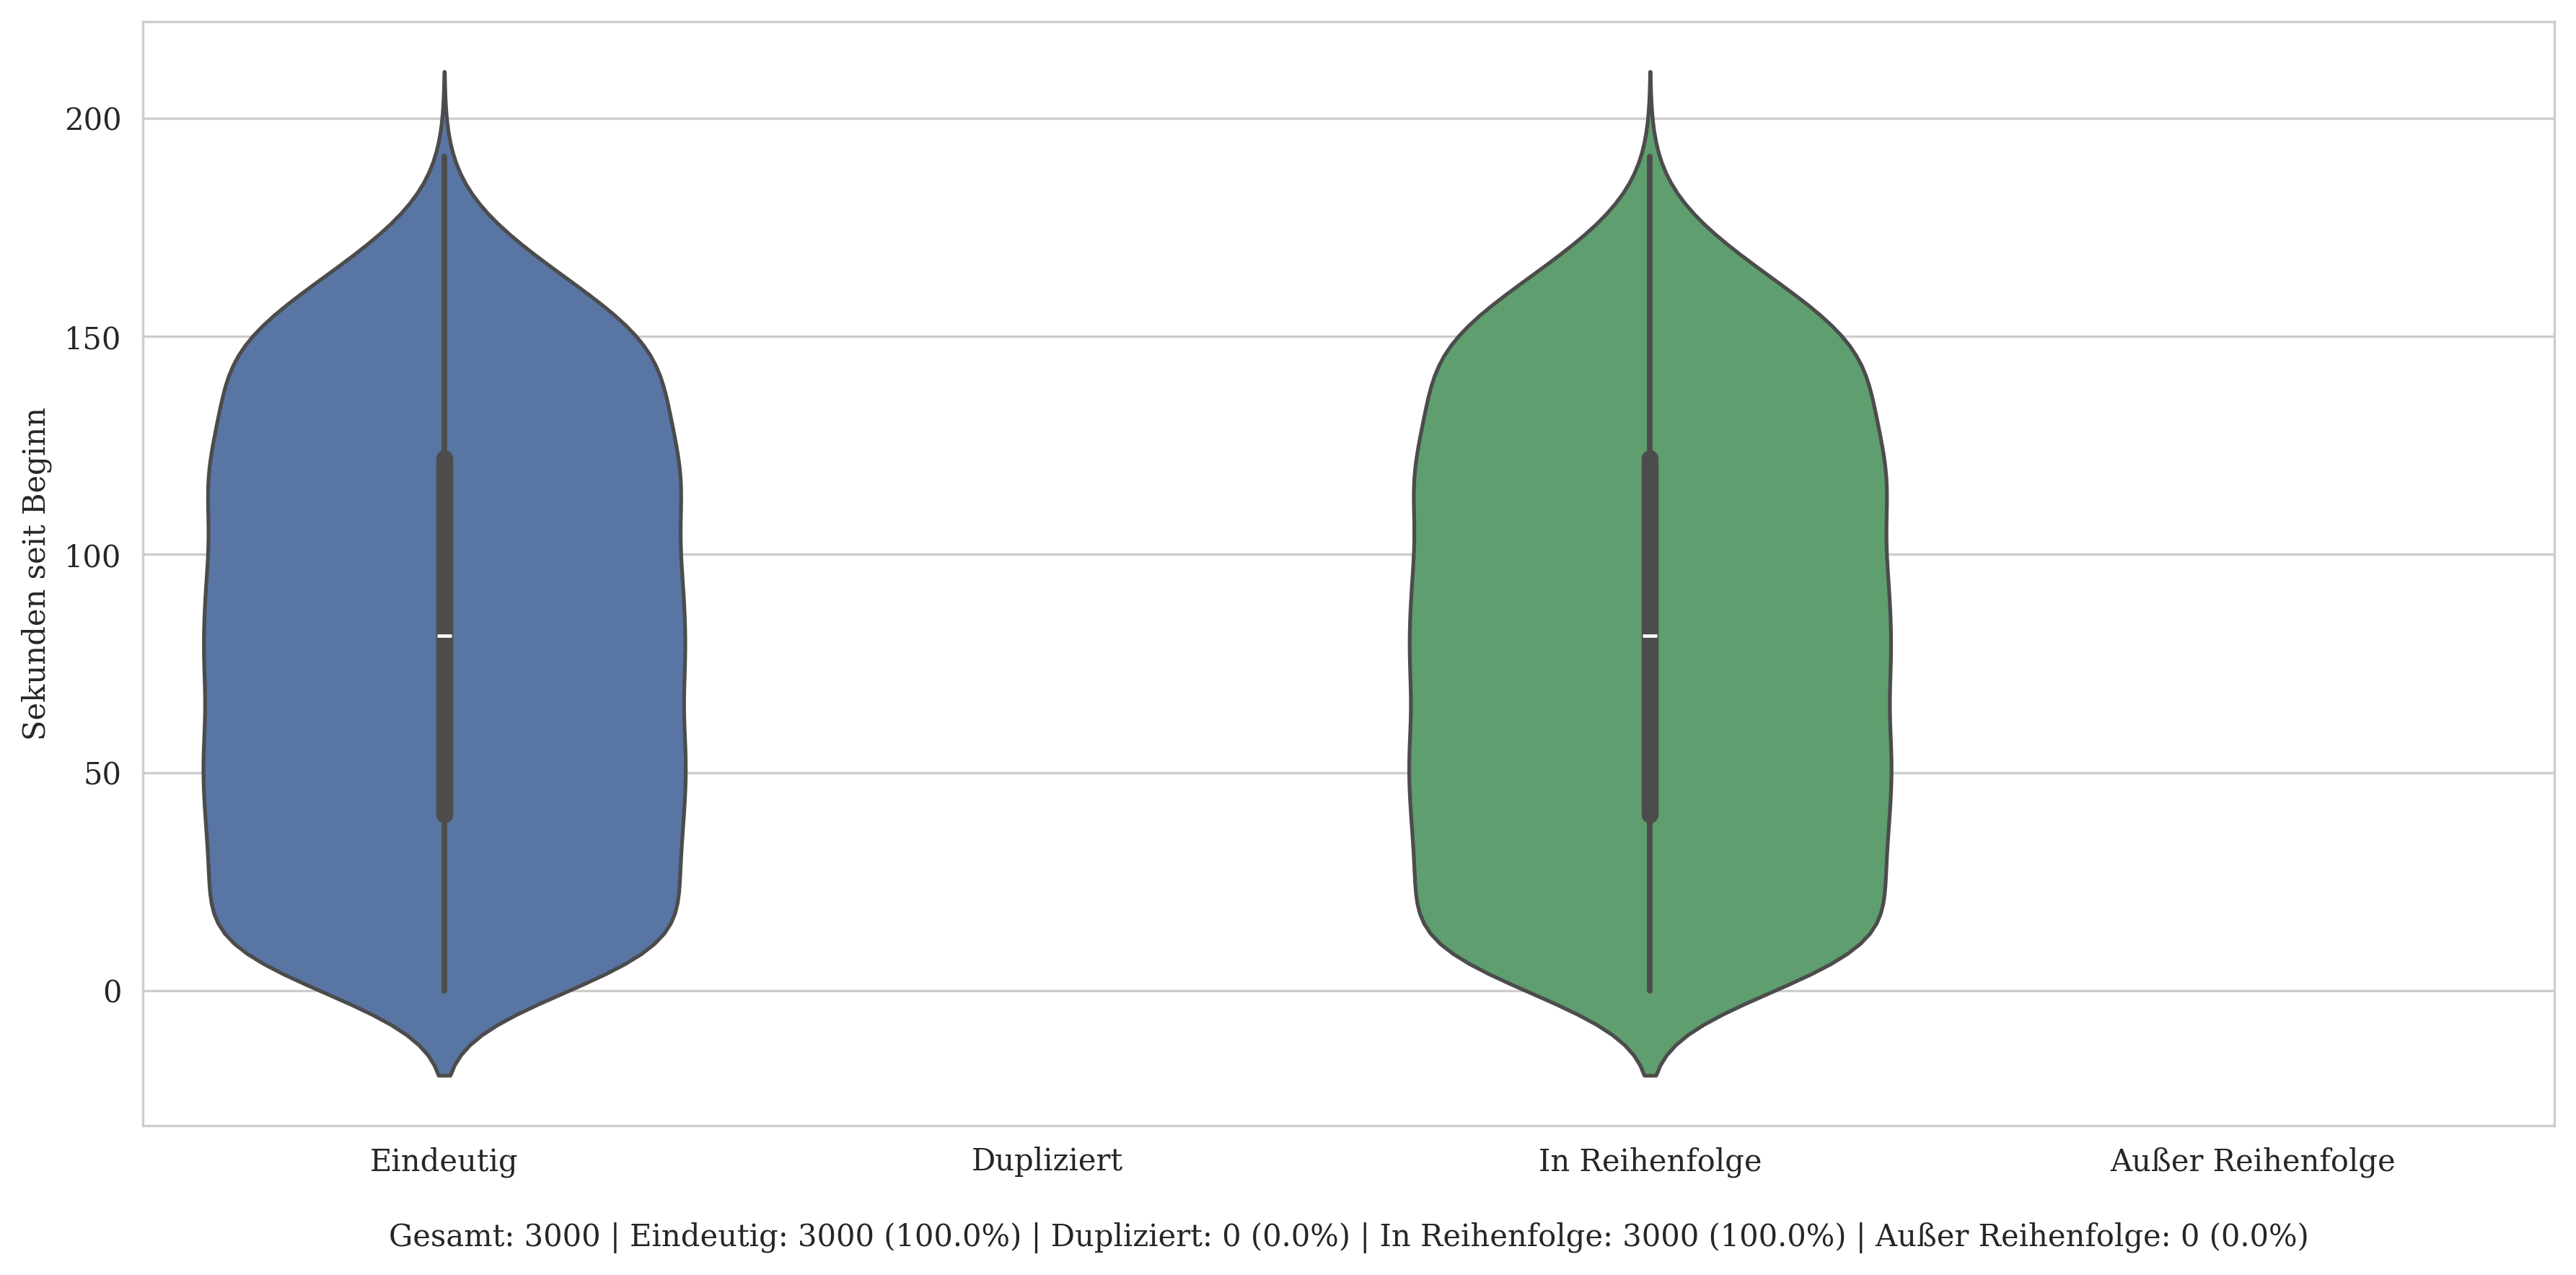 Sekunden seit Beginn
200
150
100
50
0
Eindeutig
Dupliziert
In Reihenfolge
Außer Reihenfolge
Gesamt: 3000 | Eindeutig: 3000 (100.0%) | Dupliziert: 0 (0.0%) | In Reihenfolge: 3000 (100.0%) | Außer Reihenfolge: 0 (0.0%)